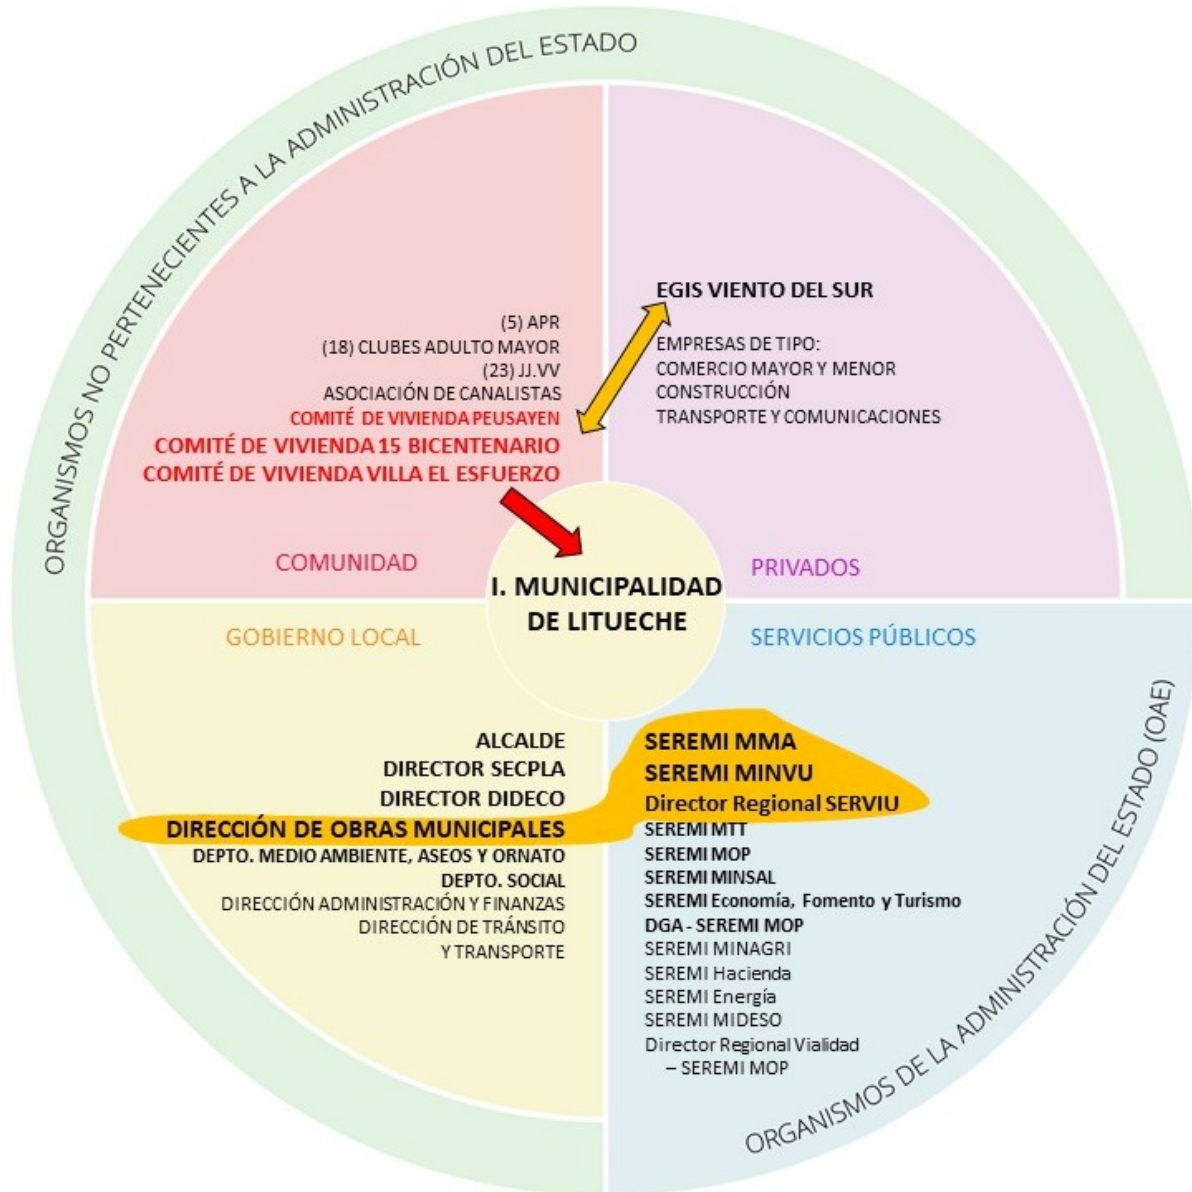 ORGANISMOS NO PERTENECIENTES A LA ADMINISTRACIÓN DEL ESTADO
(5) APR
(18) CLUBES ADULTO MAYOR
(23) JJ.VV
ASOCIACIÓN DE CANALISTAS
COMITÉ DE VIVIENDA PEUSAYEN
COMITÉ DE VIVIENDA 15 BICENTENARIO
COMITÉ DE VIVIENDA VILLA EL ESFUERZO
COMUNIDAD
EGIS VIENTO DEL SUR
EMPRESAS DE TIPO:
COMERCIO MAYOR Y MENOR
CONSTRUCCIÓN
TRANSPORTE Y COMUNICACIONES
PRIVADOS
I. MUNICIPALIDAD
DE LITUECHE
GOBIERNO LOCAL
ALCALDE
DIRECTOR SECPLA
DIRECTOR DIDECO
DIRECCIÓN DE OBRAS MUNICIPALES
DEPTO. MEDIO AMBIENTE, ASEOS Y ORNATO
DEPTO. SOCIAL
DIRECCIÓN ADMINISTRACIÓN Y FINANZAS
DIRECCIÓN DE TRÁNSITO
Y TRANSPORTE
SERVICIOS PÚBLICOS
SEREMI MMA
SEREMI MINVU
Director Regional SERVIU
SEREMI MTT
SEREMI MOP
SEREMI MINSAL
SEREMI Economía, Fomento y Turismo
DGA - SEREMI MOP
SEREMI MINAGRI
SEREMI Hacienda
SEREMI Energía
SEREMI MIDESO
Director Regional Vialidad
– SEREMI MOP
ORGANISMOS DE LA ADMINISTRACIÓN DEL ESTADO (OAE)